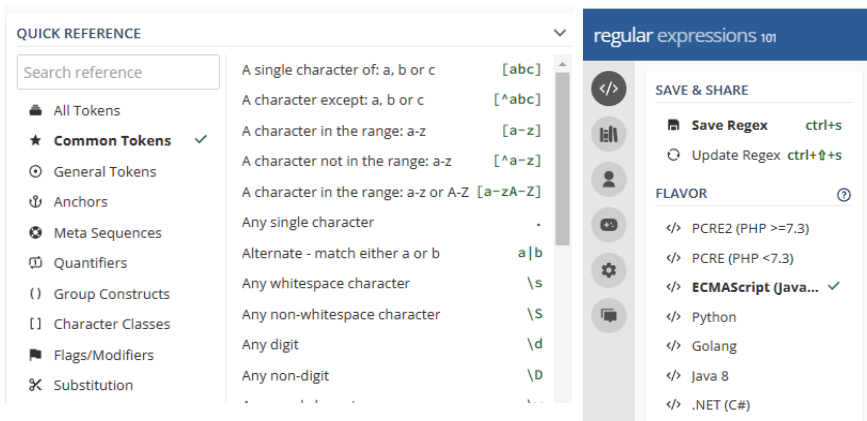 QUICK REFERENCE
Search reference
All Tokens
Common Tokens
General Tokens
Anchors
Meta Sequences
Quantifiers
Group Constructs
Character Classes
Flags/Modifiers
Substitution
A single character of: a, b or c [abc]
A character except: a, b or c [^abc]
A character in the range: a-z [a-z]
A character not in the range: a-z [^a-z]
A character in the range: a-z or A-Z [a-zA-Z]
Any single character .
Alternate - match either a or b a|b
Any whitespace character \s
Any non-whitespace character \S
Any digit \d
Any non-digit \D
regular expressions 101
SAVE & SHARE
Save Regex ctrl+s
Update Regex ctrl+⇧+s
FLAVOR
</> PCRE2 (PHP >=7.3)
</> PCRE (PHP <7.3)
</> ECMAScript (Java...
</> Python
</> Golang
</> Java 8
</> .NET (C#)